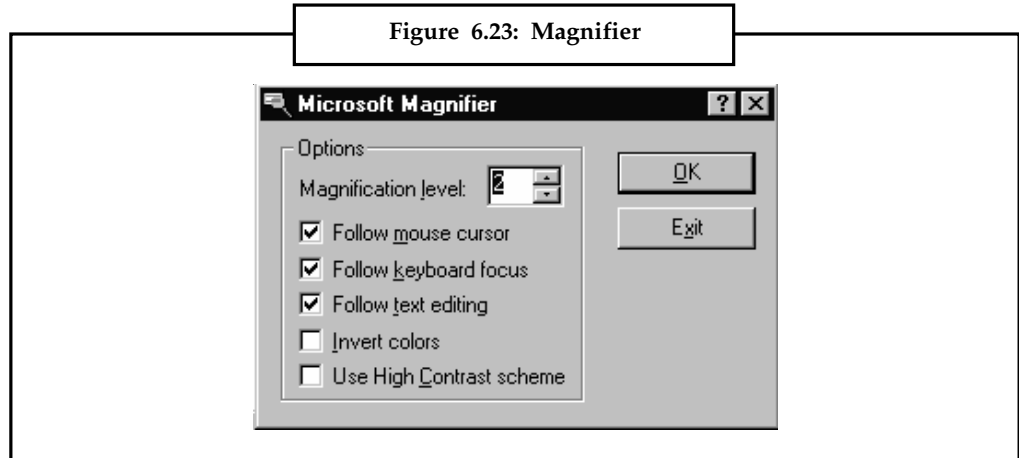 Figure 6.23: Magnifier
Microsoft Magnifier
Options
Magnification level: 2
OK
Exit
Follow mouse cursor
Follow keyboard focus
Follow text editing
Invert colors
Use High Contrast scheme